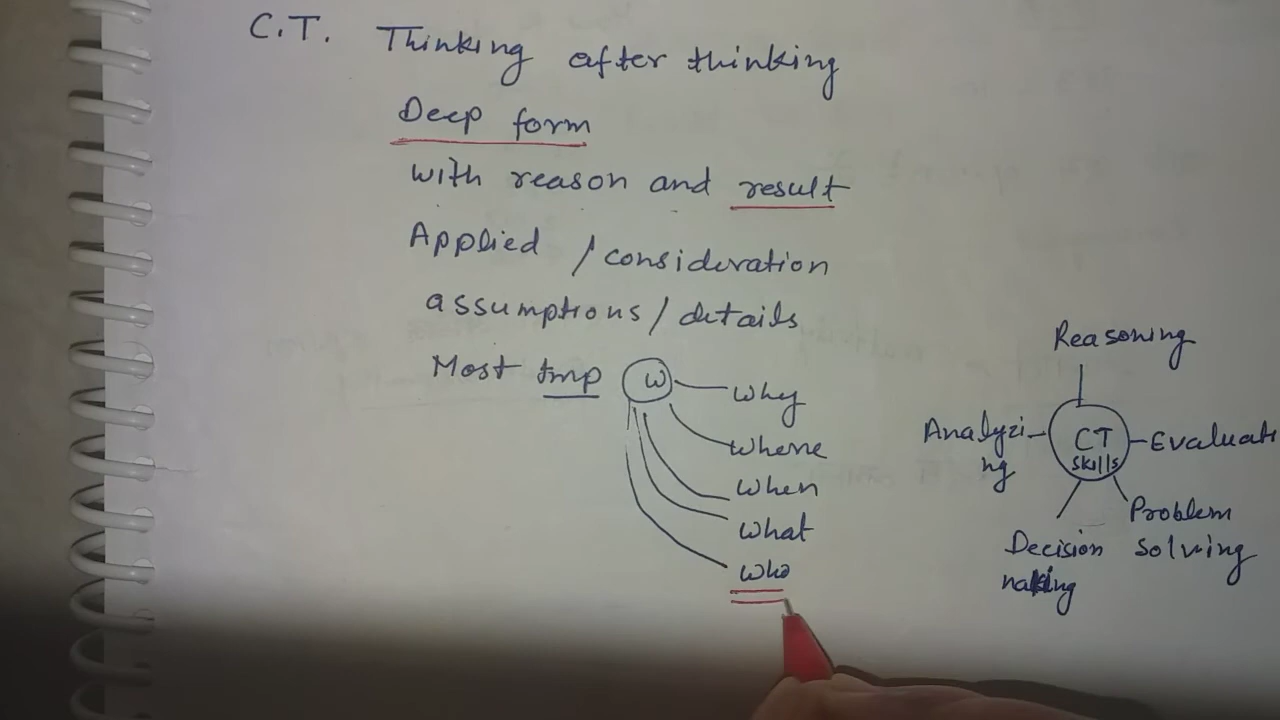 C.T. Thinking after thinking
Deep form
with reason and result
Applied / consideration
assumptions / details
Most Imp W
Why
Where
When
What
Who
Reasoning
Analyzi-
ng
CT
skills
Evaluati
Problem
Solving
Decision
making